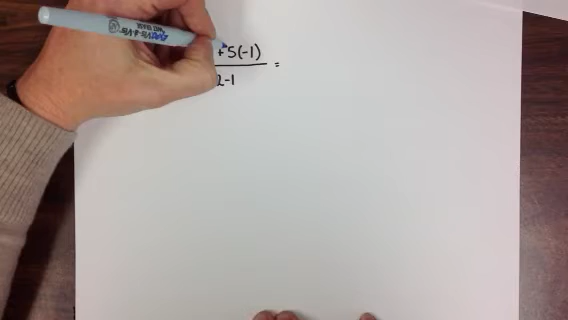 +5(-1)
2-1 =